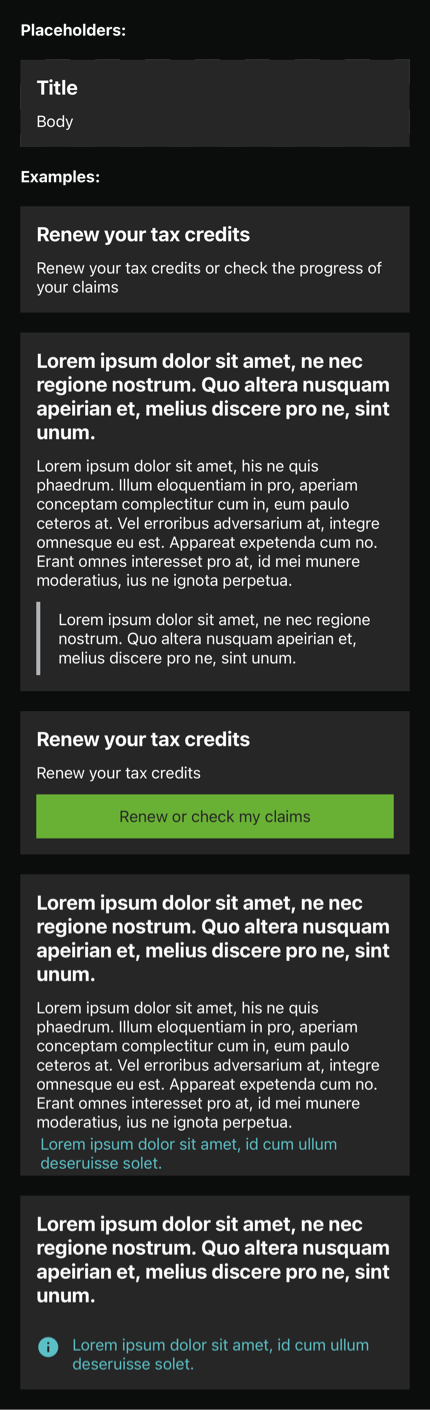 Placeholders:
Title
Body
Examples:
Renew your tax credits
Renew your tax credits or check the progress of
your claims
Lorem ipsum dolor sit amet, ne nec
regione nostrum. Quo altera nusquam
apeirian et, melius discere pro ne, sint
unum.
Lorem ipsum dolor sit amet, his ne quis
phaedrum. Illum eloquentiam in pro, aperiam
conceptam complectitur cum in, eum paulo
ceteros at. Vel erroribus adversarium at, integre
omnesque eu est. Appareat expetenda cum no.
Erant omnes interesset pro at, id mei munere
moderatius, ius ne ignota perpetua.
Lorem ipsum dolor sit amet, ne nec regione
nostrum. Quo altera nusquam apeirian et,
melius discere pro ne, sint unum.
Renew your tax credits
Renew your tax credits
Renew or check my claims
Lorem ipsum dolor sit amet, ne nec
regione nostrum. Quo altera nusquam
apeirian et, melius discere pro ne, sint
unum.
Lorem ipsum dolor sit amet, his ne quis
phaedrum. Illum eloquentiam in pro, aperiam
conceptam complectitur cum in, eum paulo
ceteros at. Vel erroribus adversarium at, integre
omnesque eu est. Appareat expetenda cum no.
Erant omnes interesset pro at, id mei munere
moderatius, ius ne ignota perpetua.
Lorem ipsum dolor sit amet, id cum ullum
deseruisse solet.
Lorem ipsum dolor sit amet, ne nec
regione nostrum. Quo altera nusquam
apeirian et, melius discere pro ne, sint
unum.
Lorem ipsum dolor sit amet, id cum ullum
deseruisse solet.